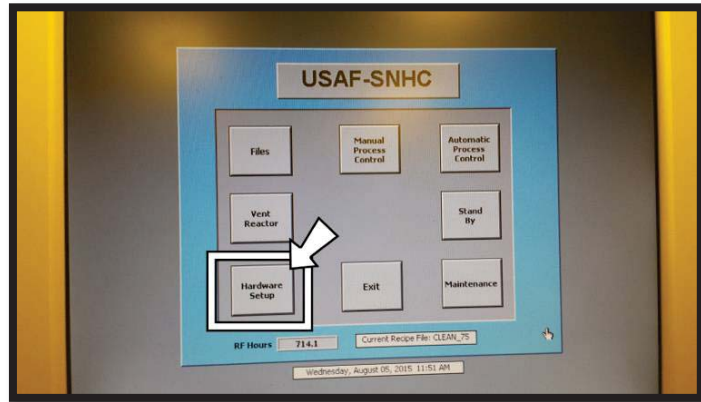 USAF-SNHC
Files
Manual
Process
Control
Automatic
Process
Control
Vent
Reactor
Stand
By
Hardware
Setup
Exit
Maintenance
RF Hours 714.1
Current Recipe File: CLEAN_75
Wednesday, August 05, 2015 11:51 AM